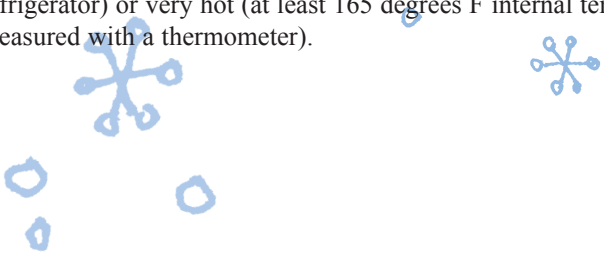 frigerator) or very hot (at least 165 degrees F internal
easured with a thermometer).